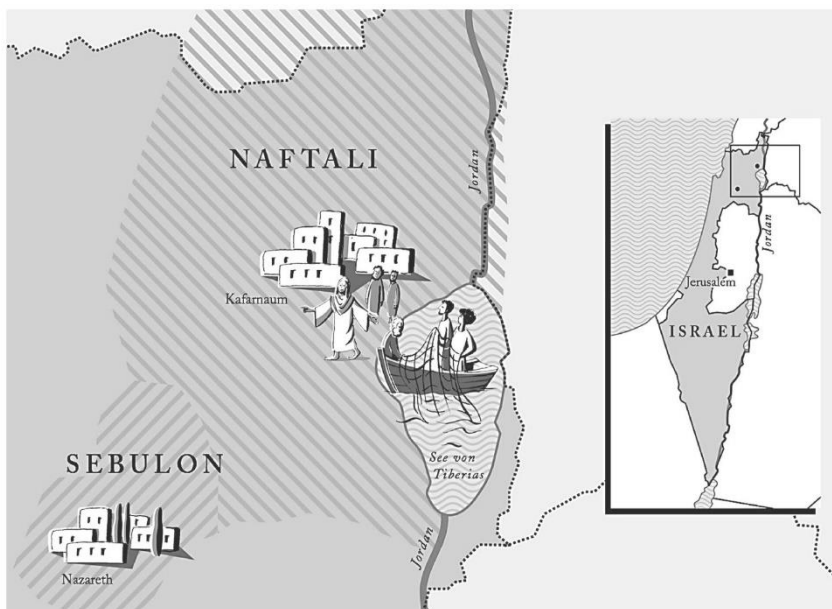 NAFTALI
Jordan
Kafarnaum
SEBULON
See von
Tiberias
Nazareth
Jordan
Jordan
Jerusalem
ISRAEL